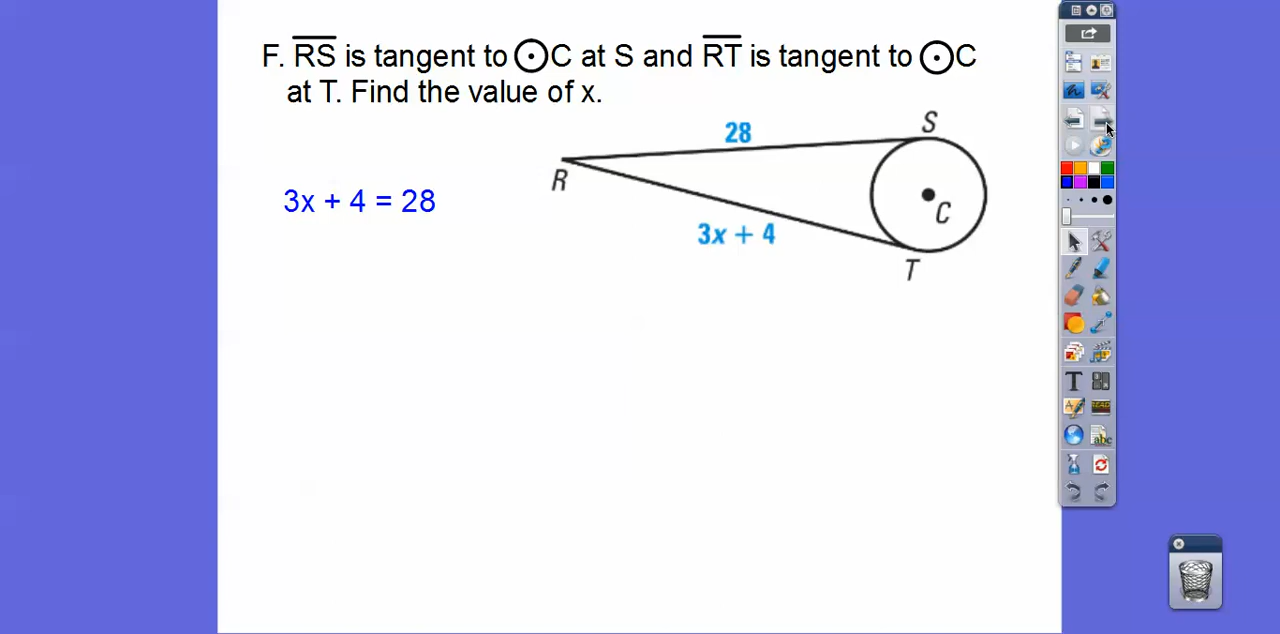 F. RS is tangent to ⊙C at S and RT is tangent to ⊙C
at T. Find the value of x.
28
S
R
3x + 4 = 28
C
3x + 4
T